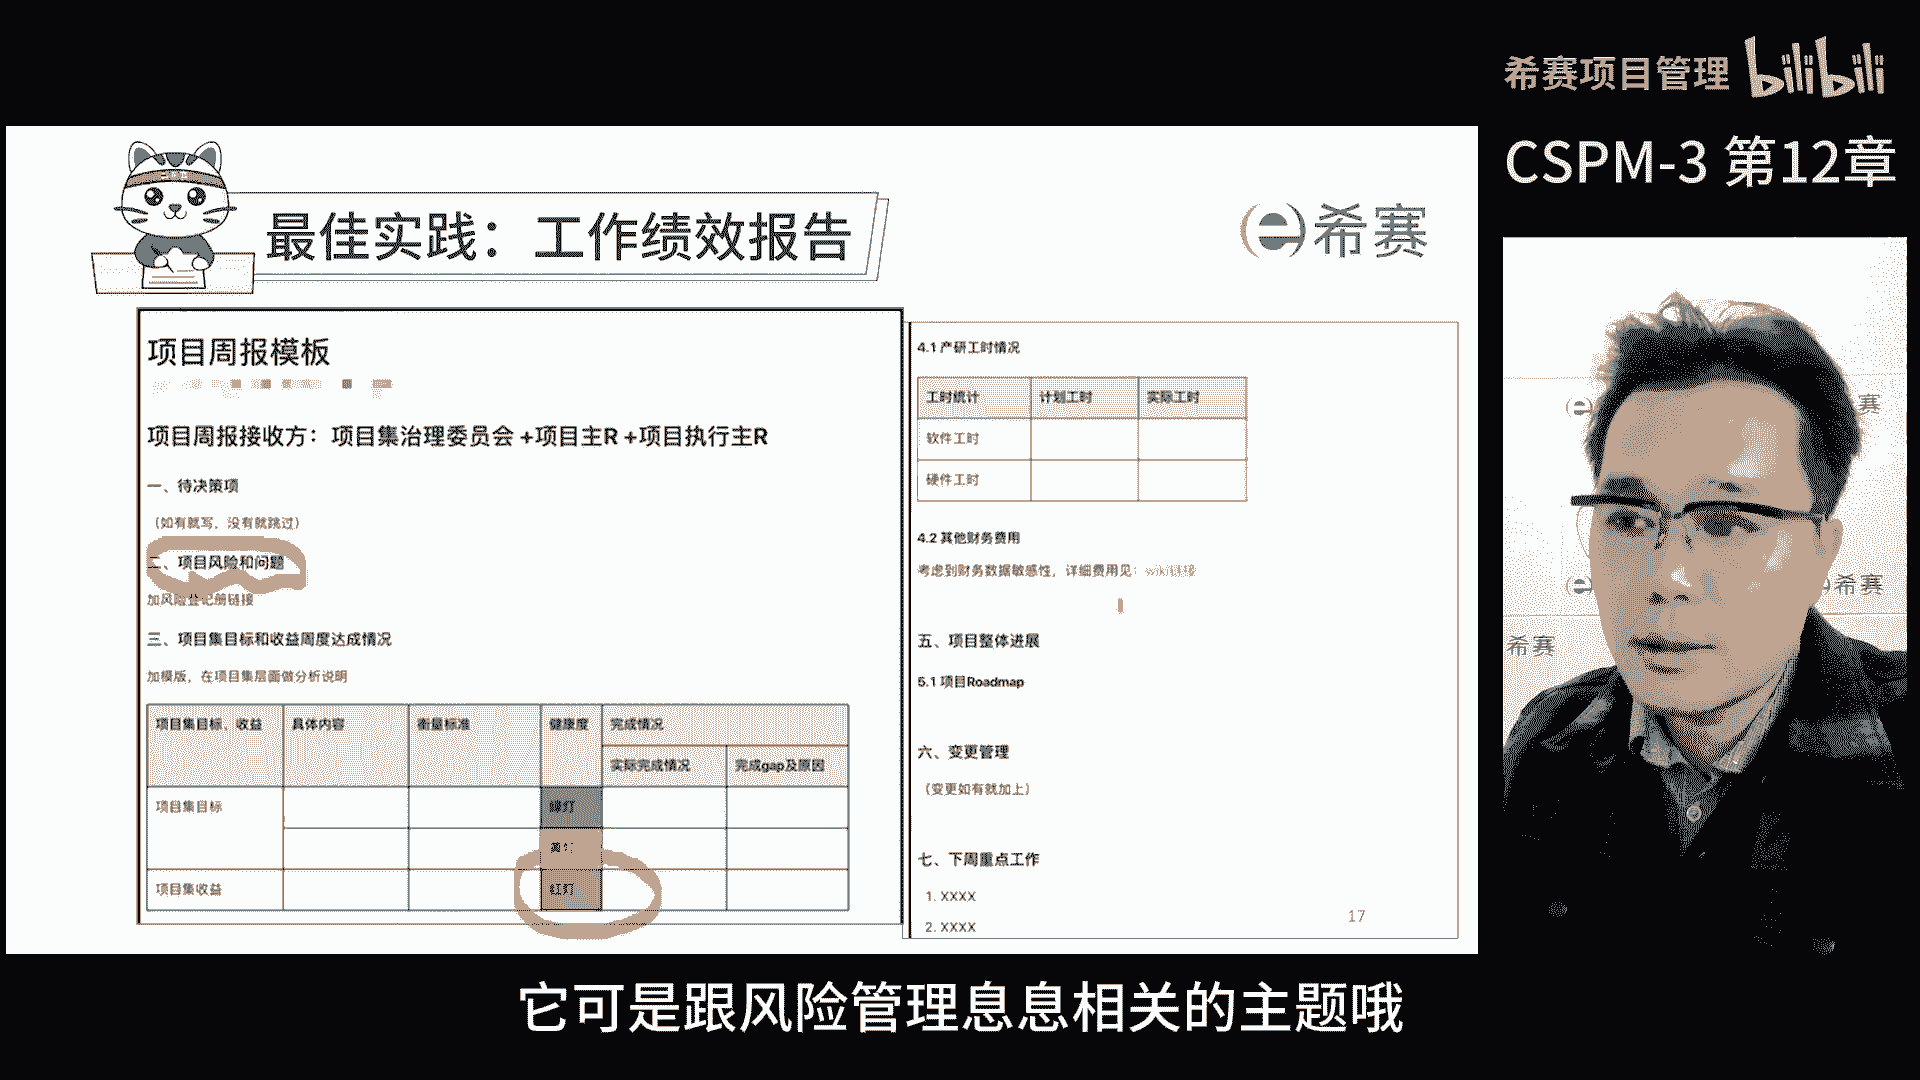 希赛项目管理 bilibili
CSPM-3 第12章
最佳实践：工作绩效报告
希赛
项目周报模板
项目周报接收方：项目集治理委员会 +项目主R +项目执行主R
一、待决策项
（如有就写，没有就跳过）
二、项目风险和问题
加风险登记册链接
三、项目集目标和收益周度达成情况
加模版，在项目集层面做分析说明
项目集目标、收益 具体内容 衡量标准 健康度 完成情况
实际完成情况 完成gap及原因
项目集目标 绿灯
黄灯
项目集收益 红灯
4.1 产研工时情况
工时统计 计划工时 实际工时
软件工时
硬件工时
4.2 其他财务费用
考虑到财务数据敏感性，详细费用见：wiki链接
五、项目整体进展
5.1 项目Roadmap
六、变更管理
（变更如有就加上）
七、下周重点工作
1. XXXX
2. XXXX
17
赛
希赛
希赛
它可是跟风险管理息息相关的主题哦